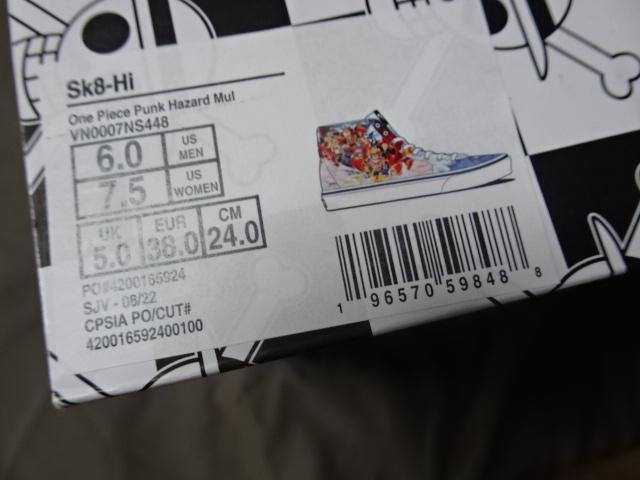 Sk8-Hi
One Piece Punk Hazard Mul
VN0007NS448
6.0 US MEN
7.5 US WOMEN
UK 5.0 EUR 38.0 CM 24.0
PO#4200165924
SJV - 08/22
CPSIA PO/CUT#
420016592400100
1 96570 59848 8